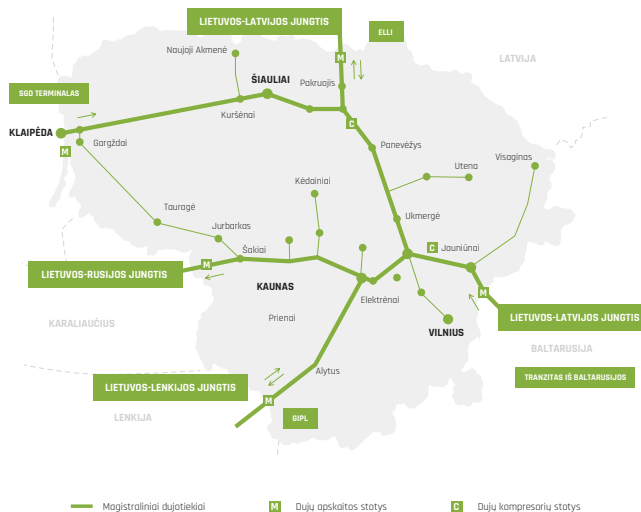 LIETUVOS-LATVIJOS JUNGTIS
ELLI
Naujoji Akmenė
M
LATVIJA
ŠIAULIAI
Pakruojis
SGD TERMINALAS
Kuršėnai
C
KLAIPĖDA
Gargždai
M
Panevėžys
Visaginas
Utena
Kėdainiai
Tauragė
Ukmergė
Jurbarkas
Šakiai
C
Jauniūnai
M
LIETUVOS-RUSIJOS JUNGTIS
KAUNAS
M
Elektrėnai
LIETUVOS-LATVIJOS JUNGTIS
Prienai
KARALIAUČIUS
VILNIUS
BALTARUSIJA
Alytus
TRANZITAS IŠ BALTARUSIJOS
LIETUVOS-LENKIJOS JUNGTIS
M
LENKIJA
GIPL
Magistraliniai dujotiekiai
M
Dujų apskaitos stotys
C
Dujų kompresorių stotys